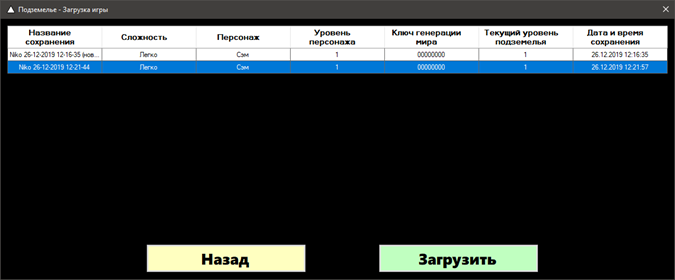 Подземелье - Загрузка игры
Название сохранения Сложность Персонаж Уровень персонажа Ключ генерации мира Текущий уровень подземелья Дата и время сохранения
Niko 26-12-2019 12-16-35 (нов... Легко Сэм 1 00000000 1 26.12.2019 12:16:35
Niko 26-12-2019 12-21-44 Легко Сэм 1 00000000 1 26.12.2019 12:21:57
Назад Загрузить